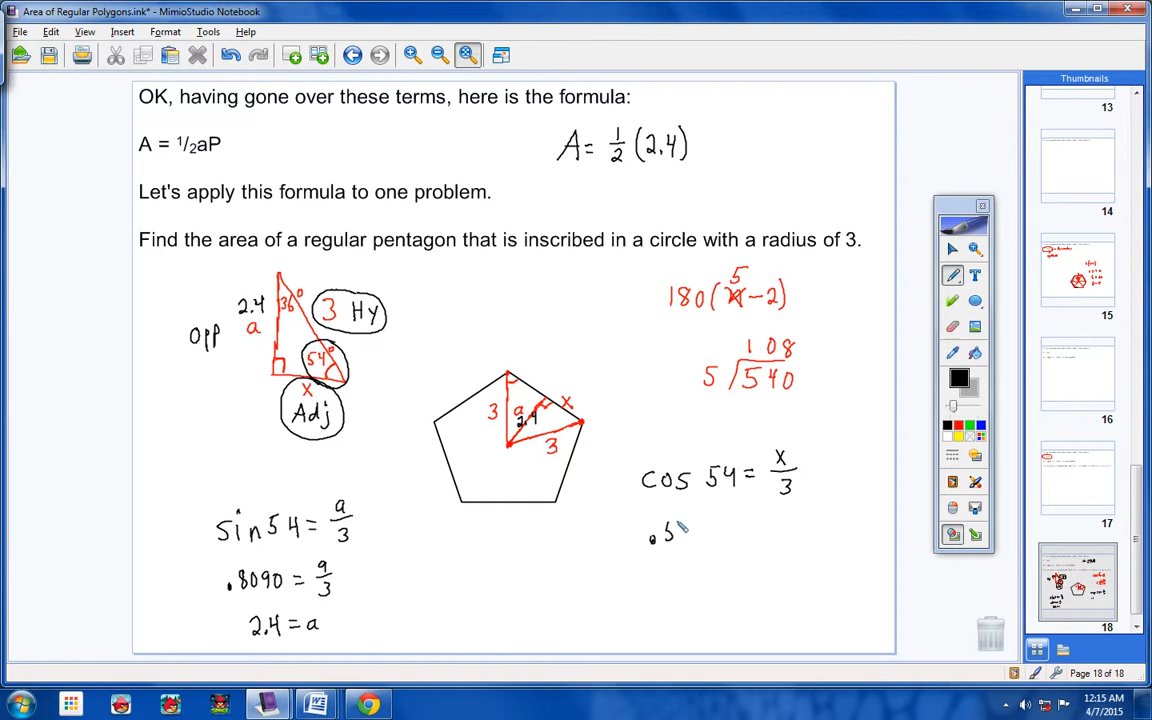 Area of Regular Polygons.ink* - MimioStudio Notebook
File Edit View Insert Format Tools Help
Thumbnails
OK, having gone over these terms, here is the formula:
A = 1/2aP
A = 1/2 (2.4)
Let's apply this formula to one problem.
Find the area of a regular pentagon that is inscribed in a circle with a radius of 3.
5
180(n-2)
2.4
36°
3 Hy
a
opp
54°
x
Adj
108
5 540
3
a
2.4
x
3
cos 54 = x/3
.5
sin 54 = a/3
.8090 = a/3
2.4 = a
13
14
15
16
17
18
Page 18 of 18
12:15 AM
4/7/2015